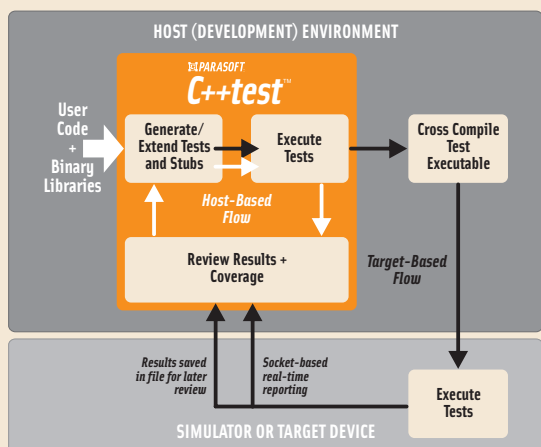 HOST (DEVELOPMENT) ENVIRONMENT
PARASOFT
C++test™
User
Code
+
Binary
Libraries
Generate/
Extend Tests
and Stubs
Execute
Tests
Cross Compile
Test
Executable
Host-Based
Flow
Review Results +
Coverage
Target-Based
Flow
Results saved
in file for later
review
Socket-based
real-time
reporting
Execute
Tests
SIMULATOR OR TARGET DEVICE